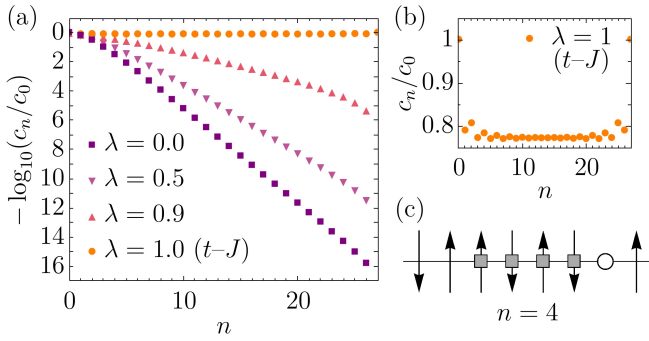 (a)
− log₁₀(cₙ/c₀)
0
2
4
6
8
10
12
14
16
λ = 0.0
λ = 0.5
λ = 0.9
λ = 1.0 (t–J)
0 10 20
n
(b)
cₙ/c₀
1
0.9
0.8
λ = 1
(t–J)
0 10 20
n
(c)
n = 4